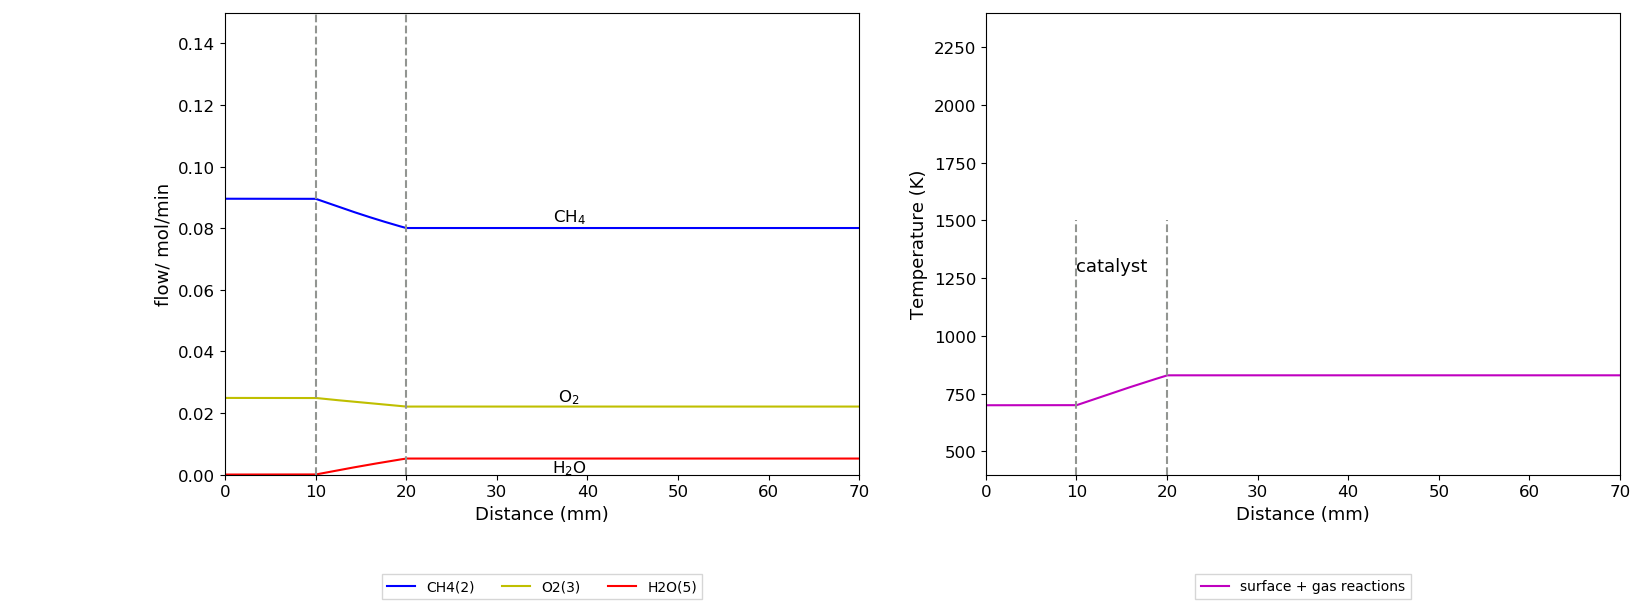 0.14
0.12
0.10
0.08
0.06
0.04
0.02
0.00
flow/ mol/min
CH₄
O₂
H₂O
0 10 20 30 40 50 60 70
Distance (mm)
CH4(2) O2(3) H2O(5)
2250
2000
1750
1500
1250
1000
750
500
Temperature (K)
catalyst
0 10 20 30 40 50 60 70
Distance (mm)
surface + gas reactions